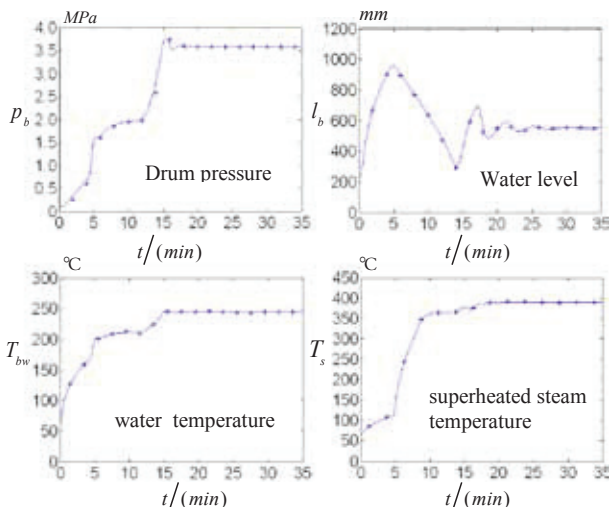 MPa
4.0
3.5
3.0
2.5
2.0
1.5
1.0
0.5
0
p_b
Drum pressure
0 5 10 15 20 25 30 35
t/(min)
mm
1200
1000
800
600
400
200
0
l_b
Water level
0 5 10 15 20 25 30 35
t/(min)
°C
300
250
200
150
100
50
0
T_bw
water temperature
0 5 10 15 20 25 30 35
t/(min)
°C
450
400
350
300
250
200
150
100
50
0
T_s
superheated steam
temperature
0 5 10 15 20 25 30 35
t/(min)